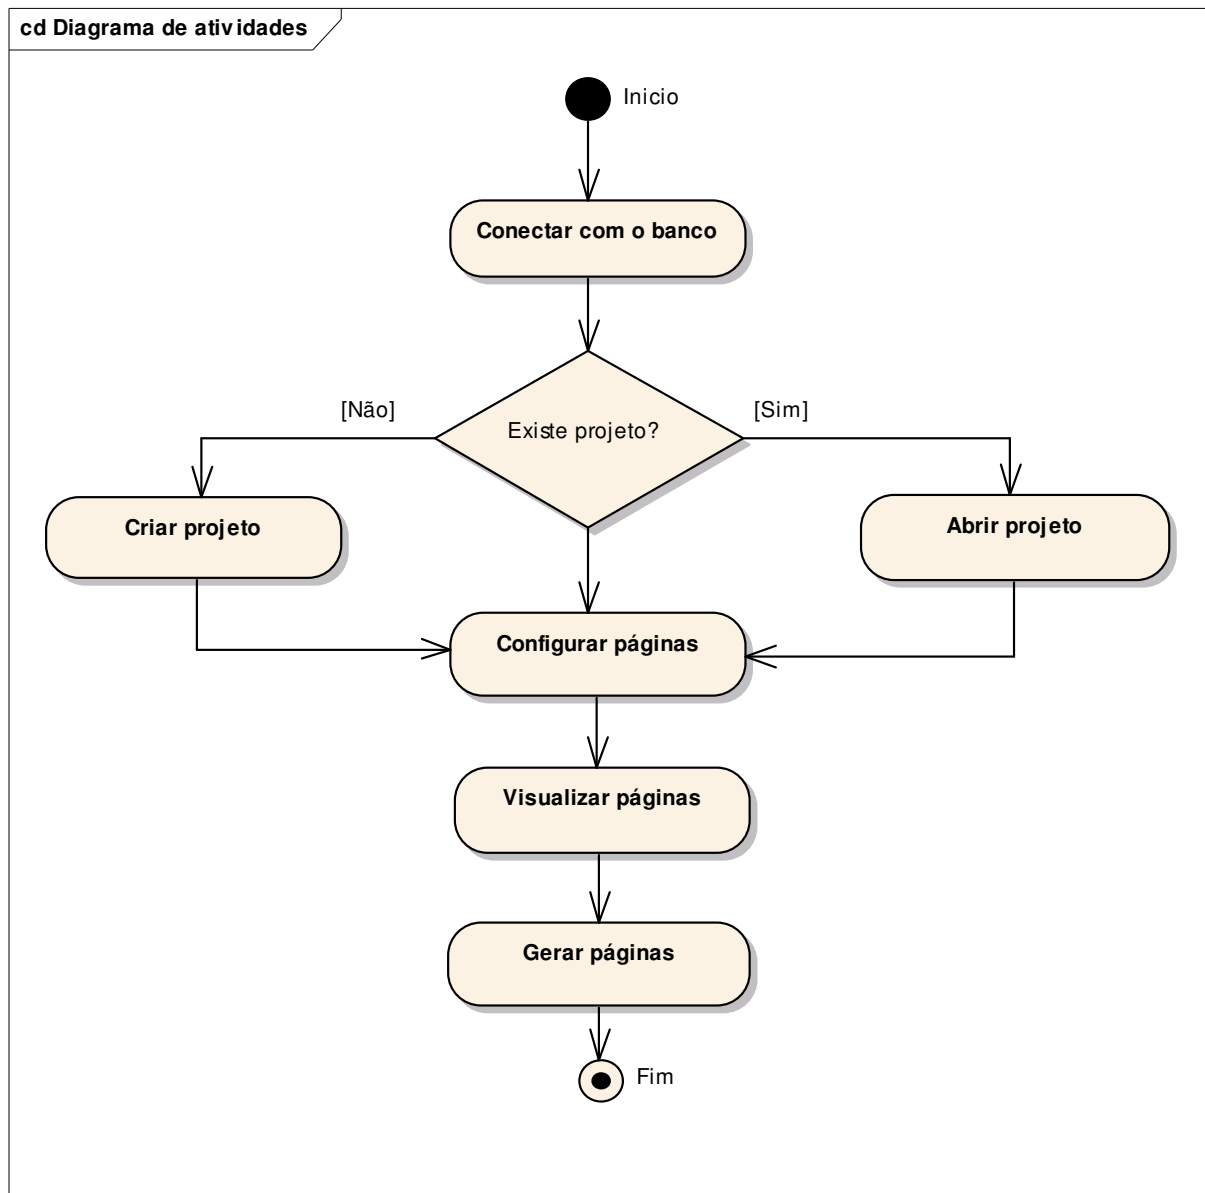 cd Diagrama de atividades
Inicio
Conectar com o banco
[Não]
[Sim]
Existe projeto?
Criar projeto
Abrir projeto
Configurar páginas
Visualizar páginas
Gerar páginas
Fim